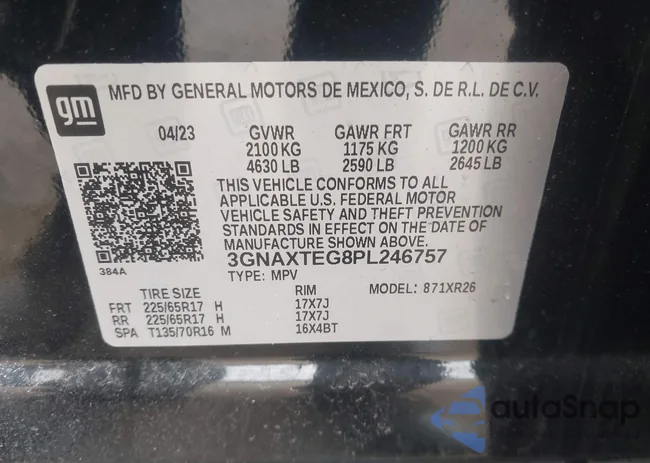 gm
MFD BY GENERAL MOTORS DE MEXICO, S. DE R.L. DE C.V.
04/23 GVWR GAWR FRT GAWR RR
2100 KG 1175 KG 1200 KG
4630 LB 2590 LB 2645 LB
THIS VEHICLE CONFORMS TO ALL
APPLICABLE U.S. FEDERAL MOTOR
VEHICLE SAFETY AND THEFT PREVENTION
STANDARDS IN EFFECT ON THE DATE OF
MANUFACTURE SHOWN ABOVE.
3GNAXTEG8PL246757
384A
TYPE: MPV
TIRE SIZE RIM MODEL: 871XR26
FRT 225/65R17 H 17X7J
RR 225/65R17 H 17X7J
SPA T135/70R16 M 16X4BT
autoSnap